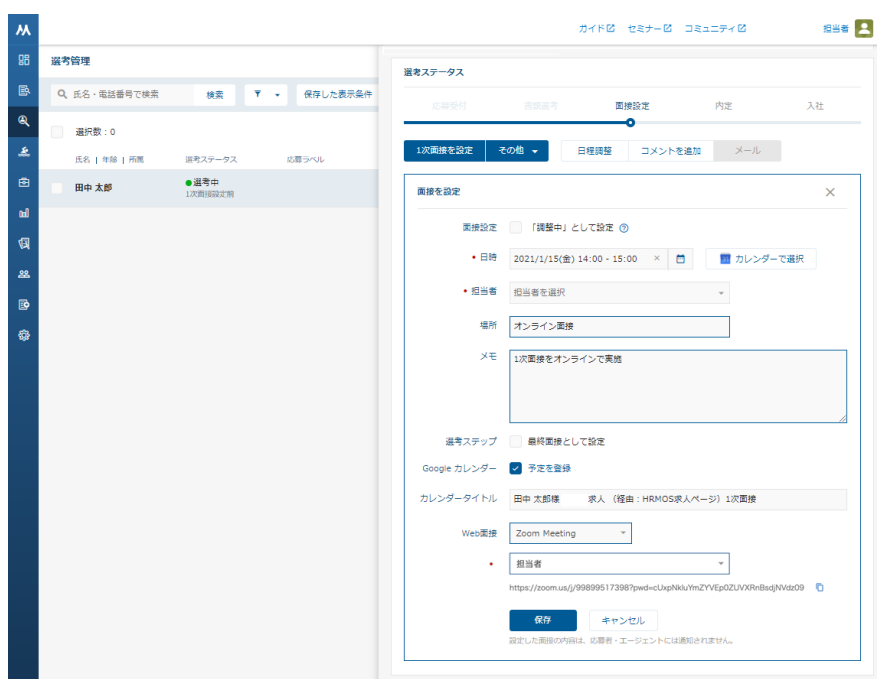 ガイド セミナー コミュニティ 担当者
選考管理
氏名・電話番号で検索 検索 保存した表示条件
選択数：0
氏名 | 年齢 | 所属 選考ステータス 応募ラベル
田中 太郎 選考中
1次面接設定前
選考ステータス
応募受付 書類選考 面接設定 内定 入社
1次面接を設定 その他 日程調整 コメントを追加 メール
面接を設定
面接設定 「調整中」として設定
日時 2021/1/15(金) 14:00 - 15:00 カレンダーで選択
担当者 担当者を選択
場所 オンライン面接
メモ 1次面接をオンラインで実施
選考ステップ 最終面接として設定
Google カレンダー 予定を登録
カレンダータイトル 田中 太郎様 求人 （経由：HRMOS求人ページ）1次面接
Web面接 Zoom Meeting
担当者
https://zoom.us/j/99899517398?pwd=cUxpNkluYmZYVEp0ZUVXRnBsdjNVdz09
保存 キャンセル
設定した面接の内容は、応募者・エージェントには通知されません。